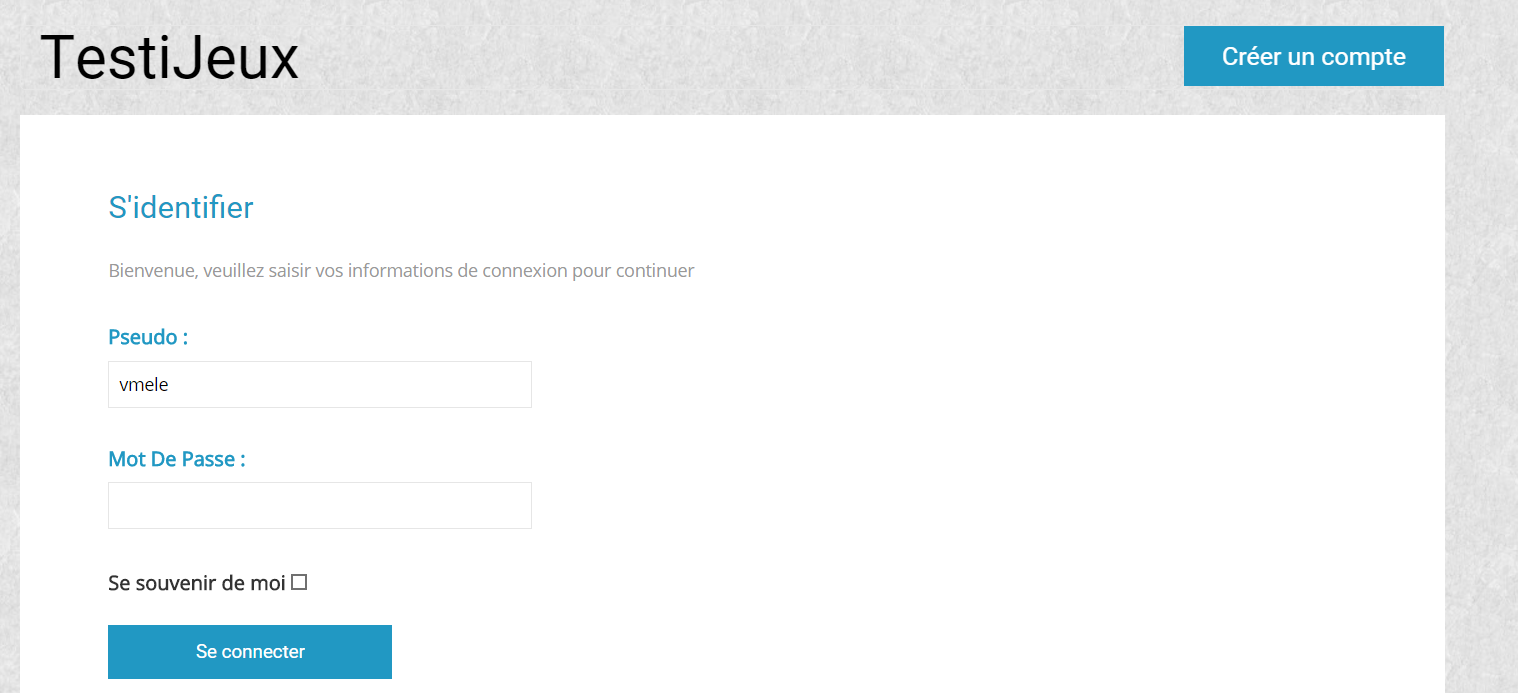 TestiJeux
Créer un compte
S'identifier
Bienvenue, veuillez saisir vos informations de connexion pour continuer
Pseudo :
vmele
Mot De Passe :
Se souvenir de moi
Se connecter